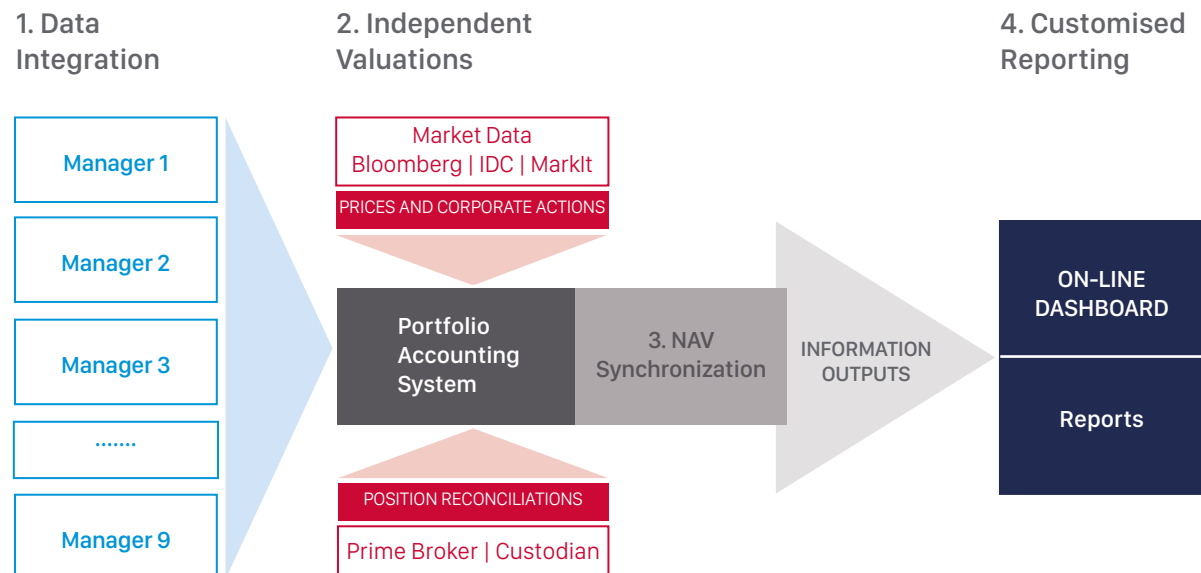 1. Data
Integration
2. Independent
Valuations
4. Customised
Reporting
Manager 1
Manager 2
Manager 3
.......
Manager 9
Market Data
Bloomberg | IDC | MarkIt
PRICES AND CORPORATE ACTIONS
Portfolio
Accounting
System
3. NAV
Synchronization
POSITION RECONCILIATIONS
Prime Broker | Custodian
INFORMATION
OUTPUTS
ON-LINE
DASHBOARD
Reports